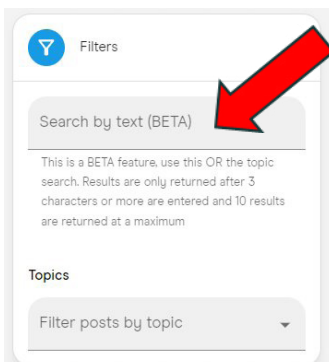 Filters
Search by text (BETA)
This is a BETA feature, use this OR the topic
search. Results are only returned after 3
characters or more are entered and 10 results
are returned at a maximum
Topics
Filter posts by topic